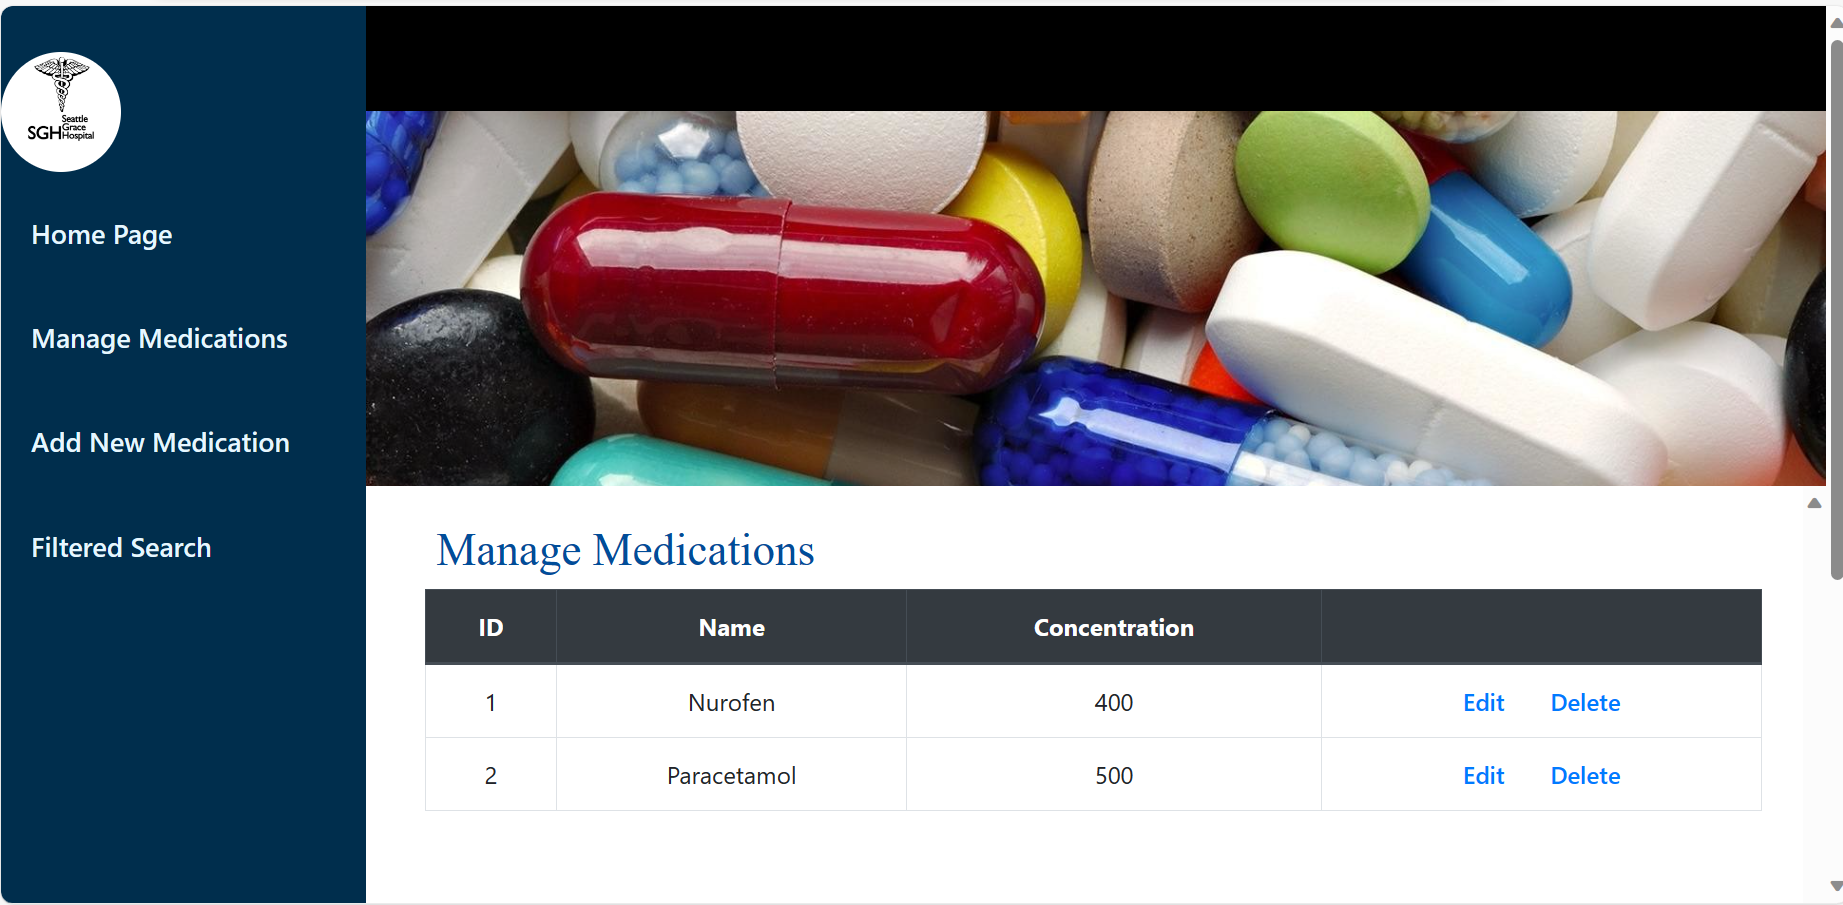 Seattle
Grace
SGH Hospital
Home Page
Manage Medications
Add New Medication
Filtered Search
Manage Medications
ID Name Concentration
1 Nurofen 400 Edit Delete
2 Paracetamol 500 Edit Delete